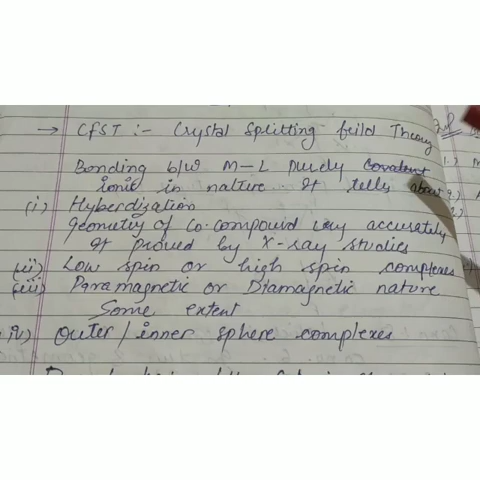 → CFST :- Crystal Splitting feild Theory
Bonding b/w M-L purely Covalent
ionic in nature. It tells about
(i) Hyberdization
Geometry of Co-compound very accurately
It proved by X-ray studies
(ii) Low spin or high spin complexes
(iii) Paramagnetic or Diamagnetic nature
Some extent
Outer / inner sphere complexes